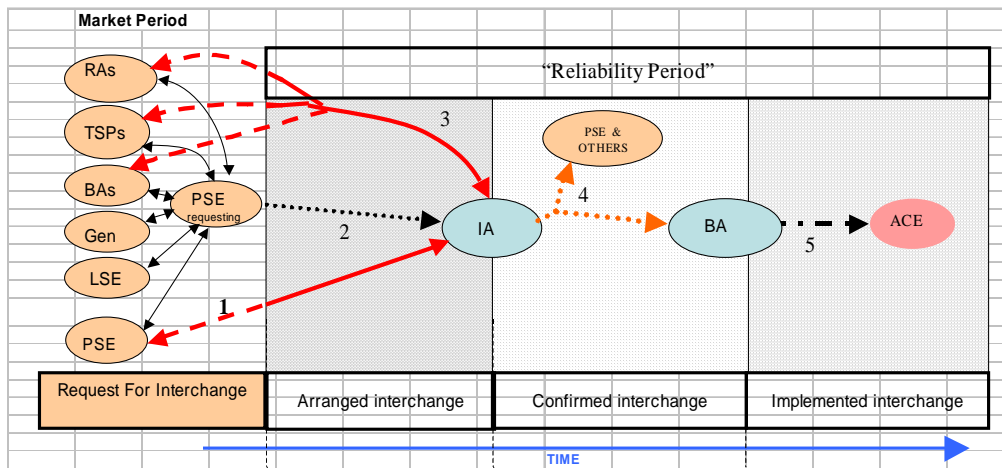 Market Period
“Reliability Period”
RAs
TSPs
BAs
Gen
LSE
PSE
PSE
requesting
1
2
3
IA
PSE &
OTHERS
4
BA
5
ACE
Request For Interchange
Arranged interchange
Confirmed interchange
Implemented interchange
TIME